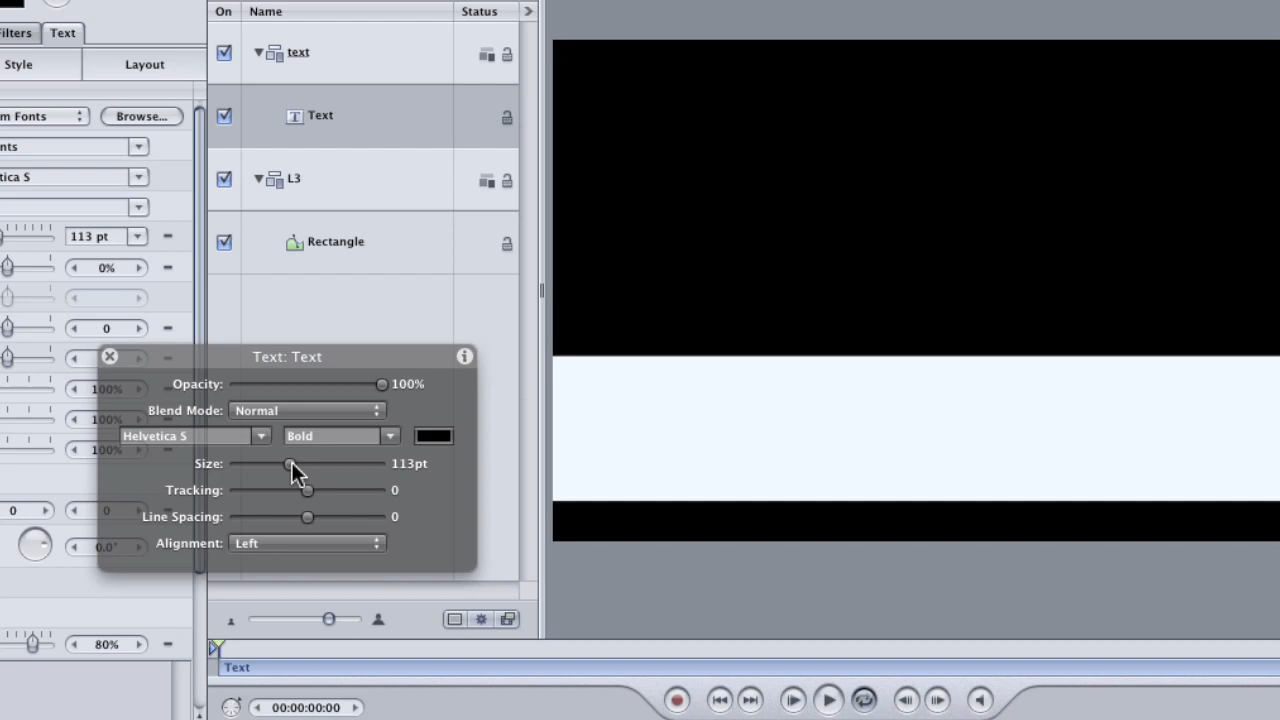 On Name Status
Filters Text
text
Style Layout
m Fonts Browse...
Text
nts
tica S
L3
113 pt
Rectangle
0%
0
Text: Text
Opacity: 100%
100%
Blend Mode: Normal
100%
Helvetica S Bold
100%
Size: 113pt
Tracking: 0
0 0
Line Spacing: 0
Alignment: Left
0.0°
80%
Text
00:00:00:00